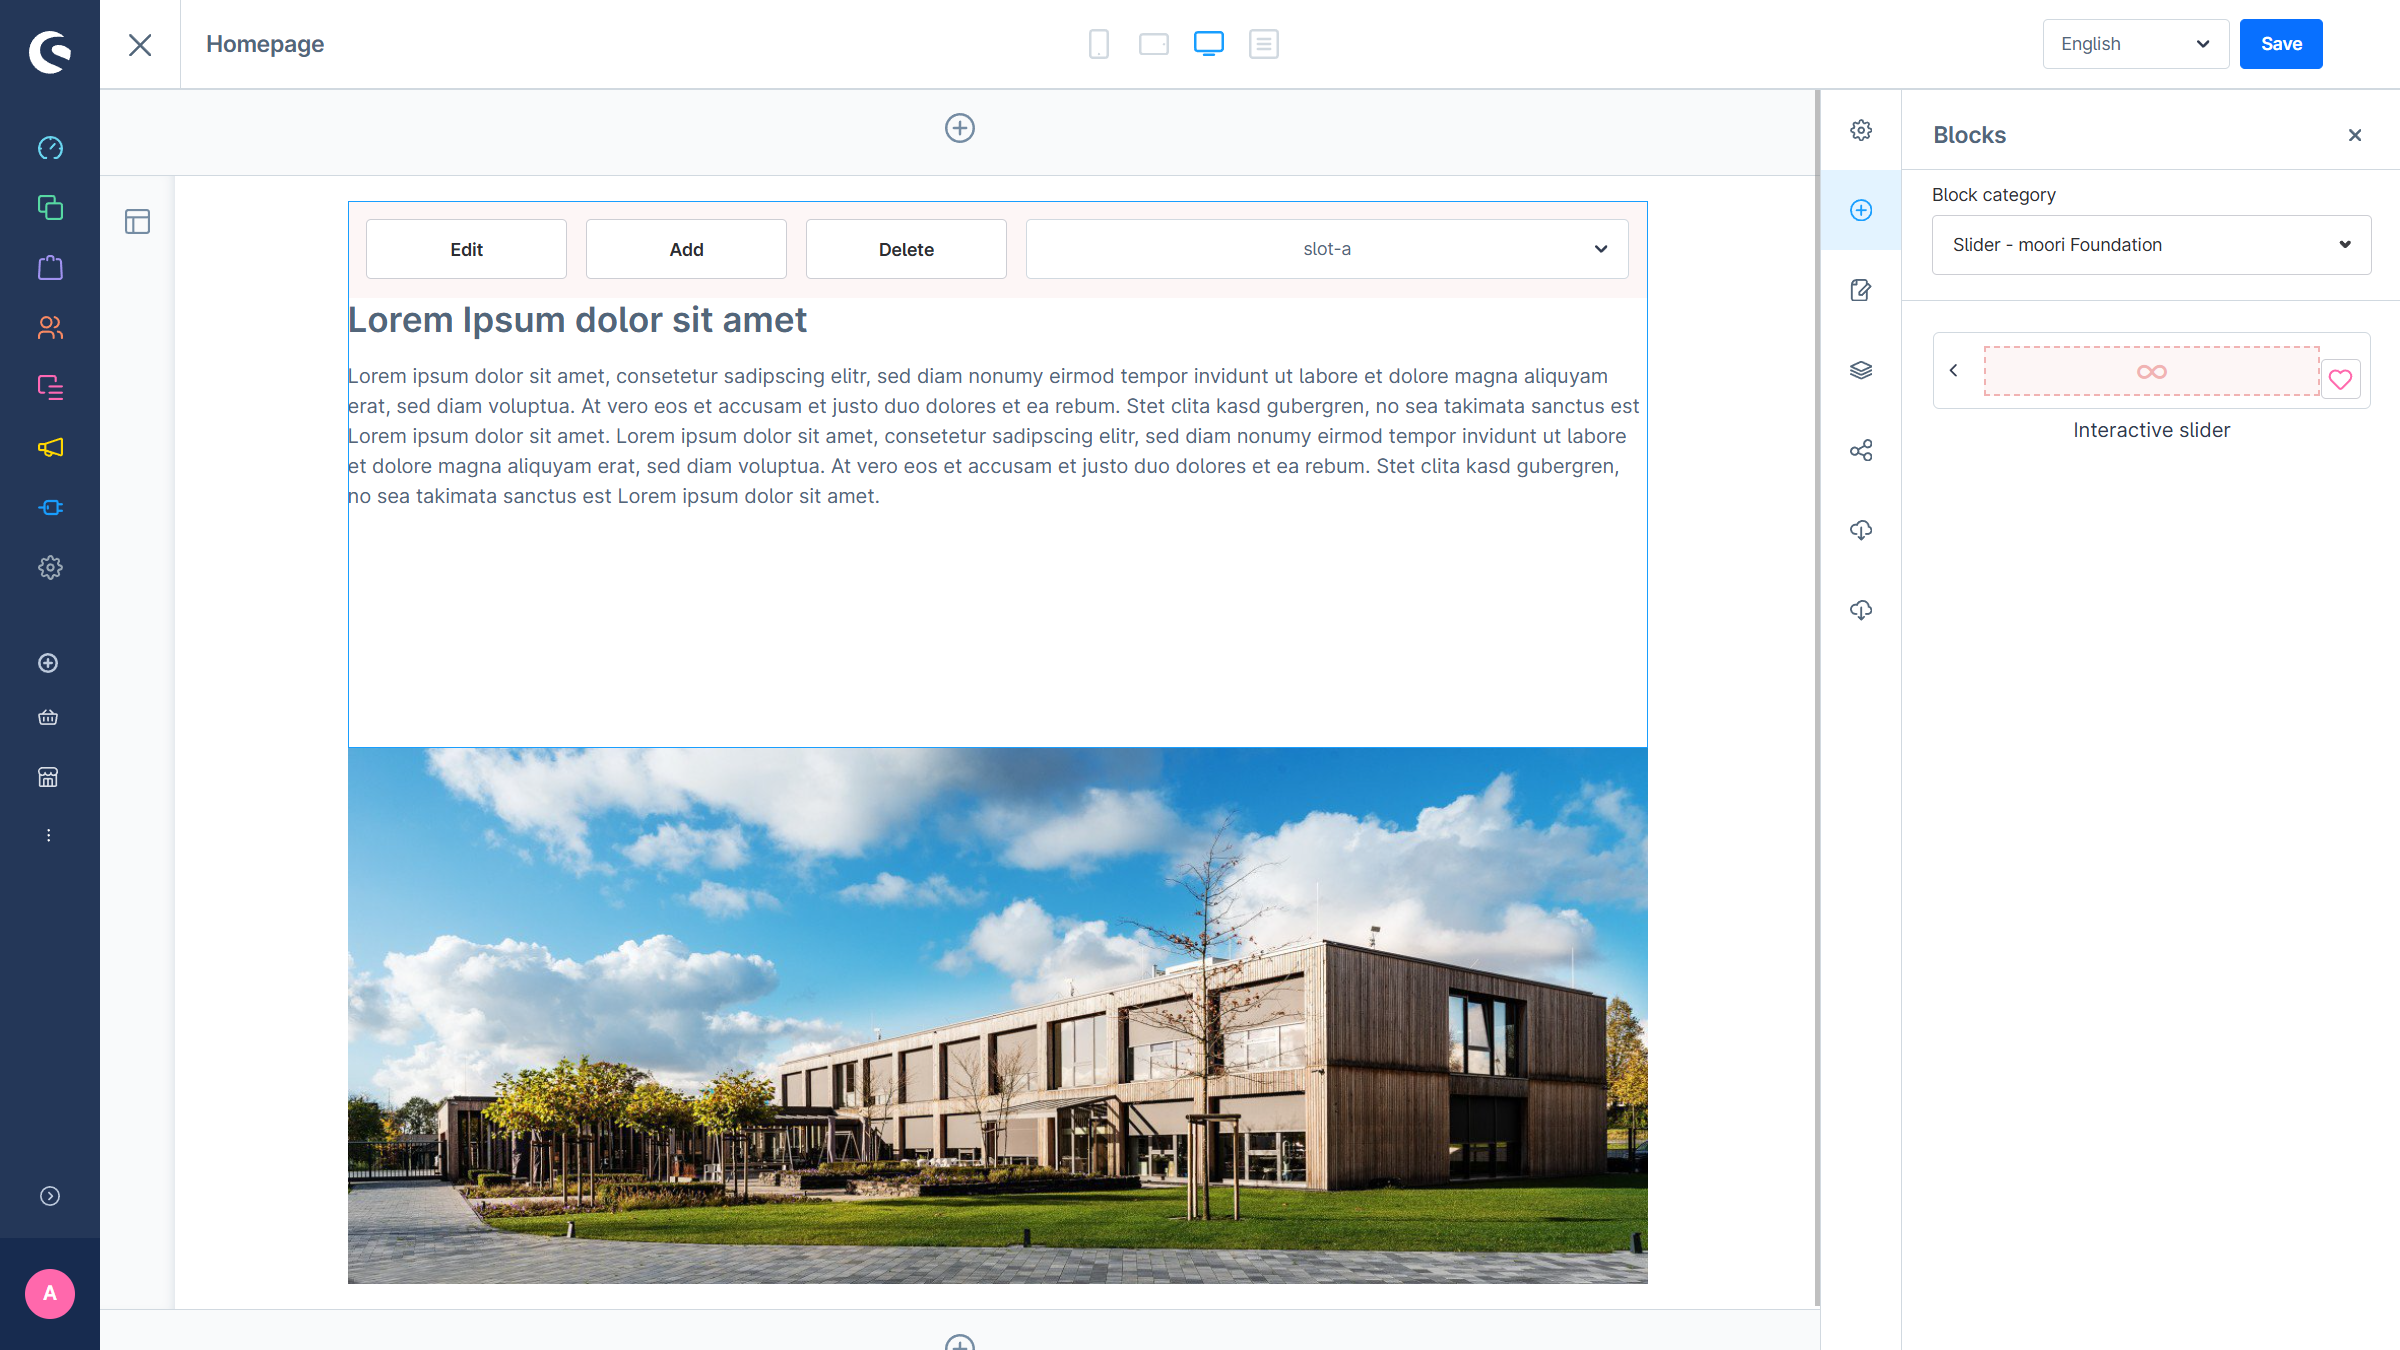 Homepage
English
Save
Blocks
Block category
Slider - moori Foundation
Interactive slider
Edit
Add
Delete
slot-a
Lorem Ipsum dolor sit amet
Lorem ipsum dolor sit amet, consetetur sadipscing elitr, sed diam nonumy eirmod tempor invidunt ut labore et dolore magna aliquyam
erat, sed diam voluptua. At vero eos et accusam et justo duo dolores et ea rebum. Stet clita kasd gubergren, no sea takimata sanctus est
Lorem ipsum dolor sit amet. Lorem ipsum dolor sit amet, consetetur sadipscing elitr, sed diam nonumy eirmod tempor invidunt ut labore
et dolore magna aliquyam erat, sed diam voluptua. At vero eos et accusam et justo duo dolores et ea rebum. Stet clita kasd gubergren,
no sea takimata sanctus est Lorem ipsum dolor sit amet.
A